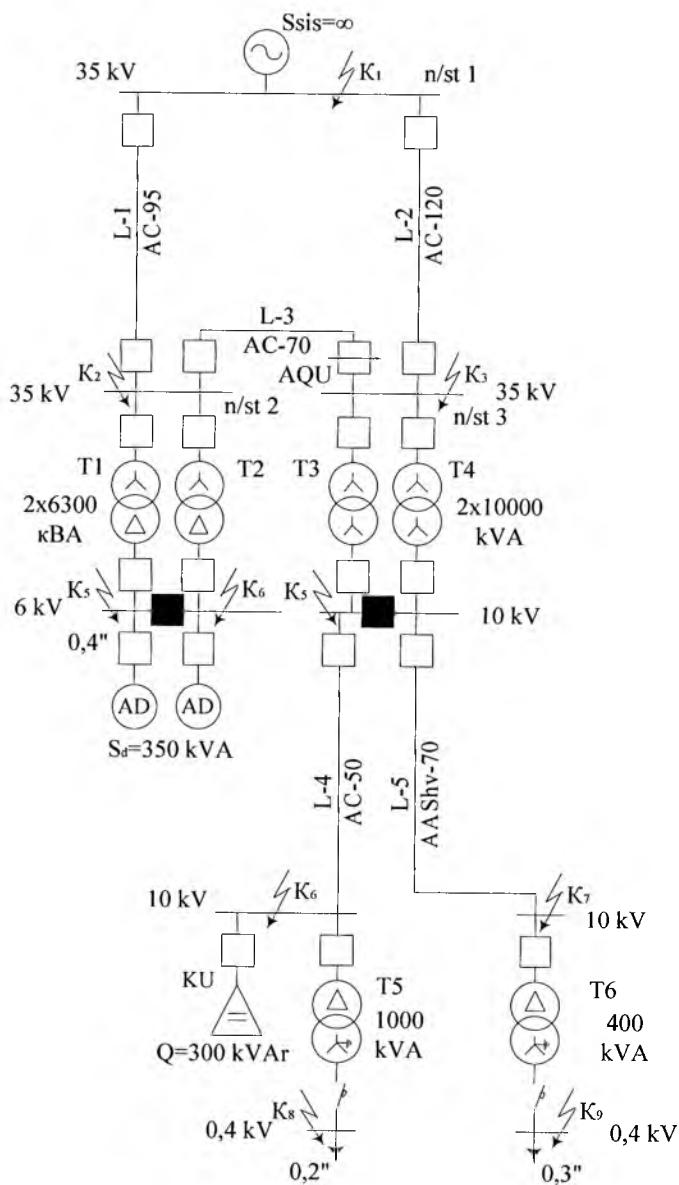 Ssis=∞
35 kV
K₁
n/st 1
L-1
AC-95
L-2
AC-120
L-3
AC-70
AQU
K₂
K₃
35 kV
35 kV
n/st 2
n/st 3
T1
T2
T3
T4
2x6300
кВА
2x10000
kVA
K₅
K₆
K₅
6 kV
10 kV
0,4"
AD
AD
Sd=350 kVA
L-4
AC-50
L-5
AAShv-70
10 kV
K₆
K₇
10 kV
KU
T5
1000
kVA
T6
400
kVA
Q=300 kVAr
K₈
K₉
0,4 kV
0,4 kV
0,2"
0,3"